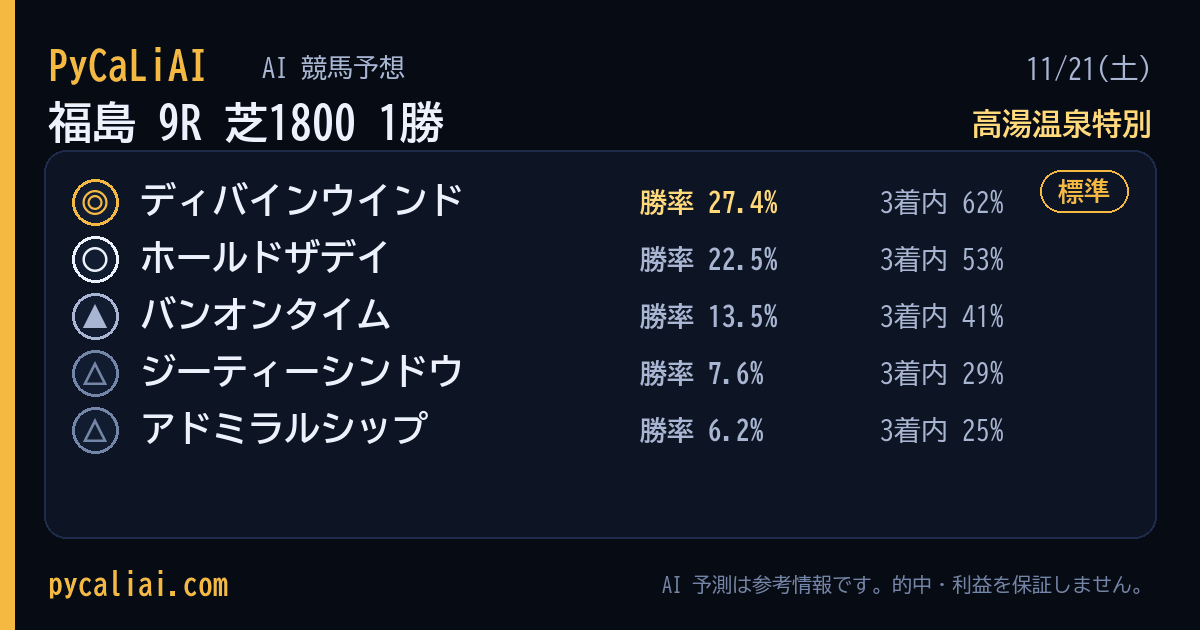 PyCaLiAI AI 競馬予想 11/21(土)
福島 9R 芝1800 1勝 高湯温泉特別
◎ ディバインウインド 勝率 27.4% 3着内 62% 標準
○ ホールドザデイ 勝率 22.5% 3着内 53%
▲ バンオンタイム 勝率 13.5% 3着内 41%
△ ジーティーシンドウ 勝率 7.6% 3着内 29%
△ アドミラルシップ 勝率 6.2% 3着内 25%
pycaliai.com AI 予測は参考情報です。的中・利益を保証しません。